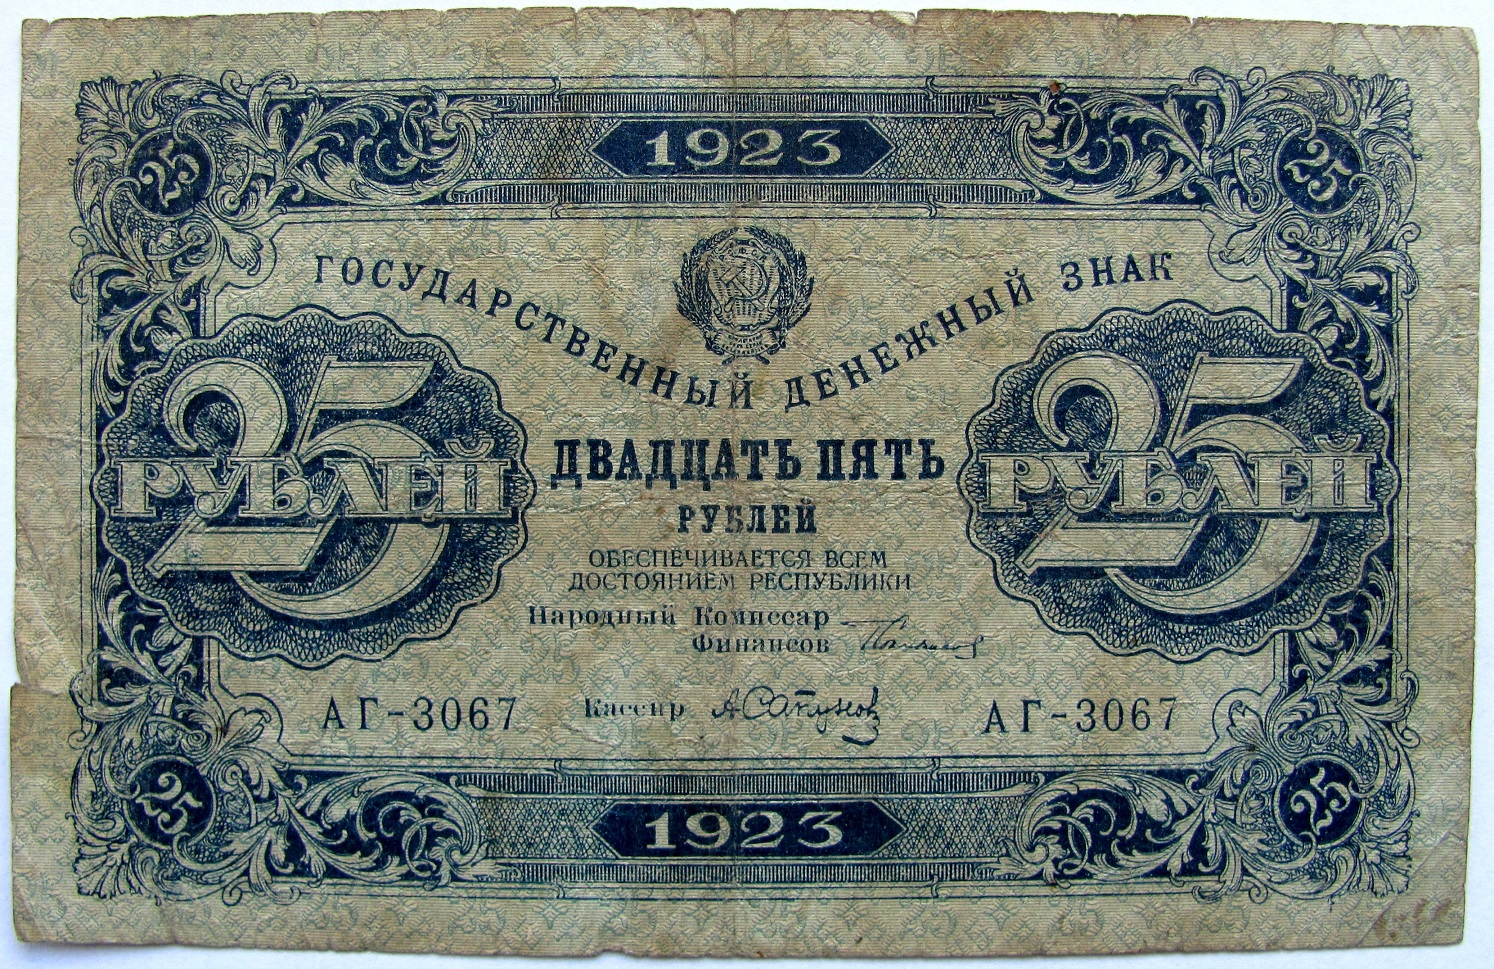 1923
25 25
ГОСУДАРСТВЕННЫЙ ДЕНЕЖНЫЙ ЗНАК
25 РУБЛЕЙ
25 РУБЛЕЙ
ДВАДЦАТЬ ПЯТЬ
РУБЛЕЙ
ОБЕСПЕЧИВАЕТСЯ ВСЕМ
ДОСТОЯНИЕМ РЕСПУБЛИКИ
Народный Комиссар
Финансов
АГ-3067
Кассир А Сапунов
АГ-3067
25 25
1923